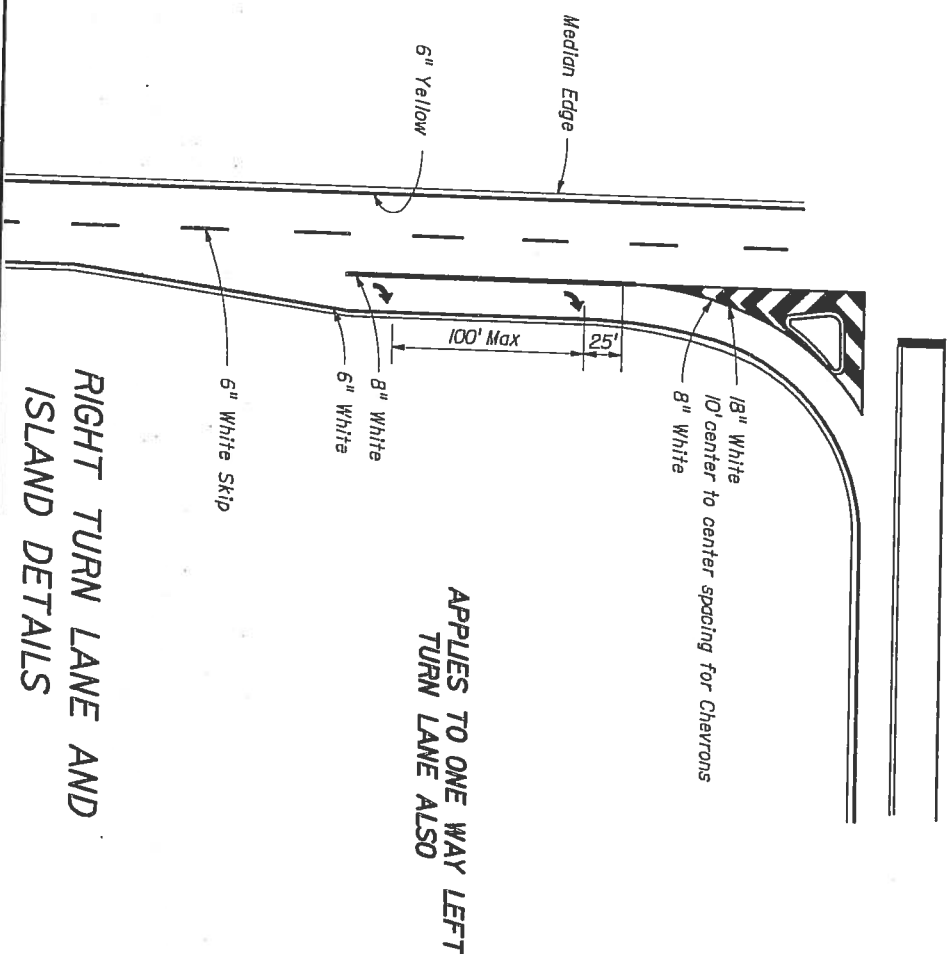 Median Edge
6" Yellow
18" White
10' center to center spacing for Chevrons
8" White
100' Max
25'
8" White
6" White
6" White Skip
APPLIES TO ONE WAY LEFT
TURN LANE ALSO
RIGHT TURN LANE AND
ISLAND DETAILS